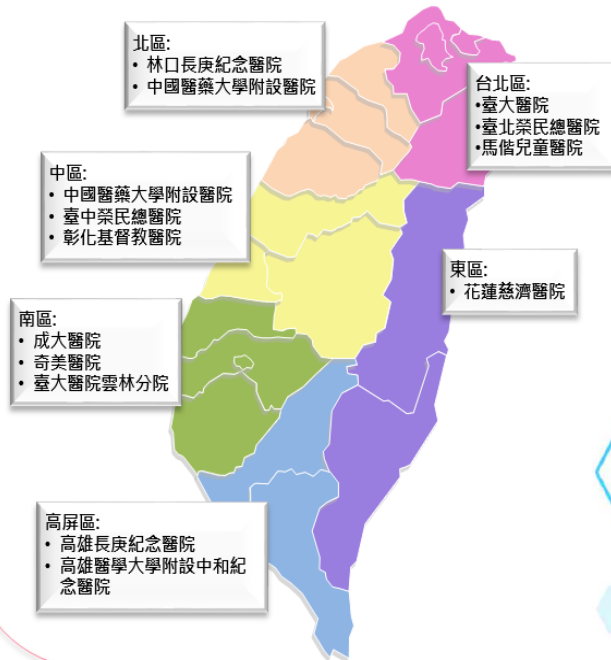 北區:
• 林口長庚紀念醫院
• 中國醫藥大學附設醫院
台北區:
•臺大醫院
•臺北榮民總醫院
•馬偕兒童醫院
中區:
• 中國醫藥大學附設醫院
• 臺中榮民總醫院
• 彰化基督教醫院
東區:
• 花蓮慈濟醫院
南區:
• 成大醫院
• 奇美醫院
• 臺大醫院雲林分院
高屏區:
• 高雄長庚紀念醫院
• 高雄醫學大學附設中和紀
念醫院